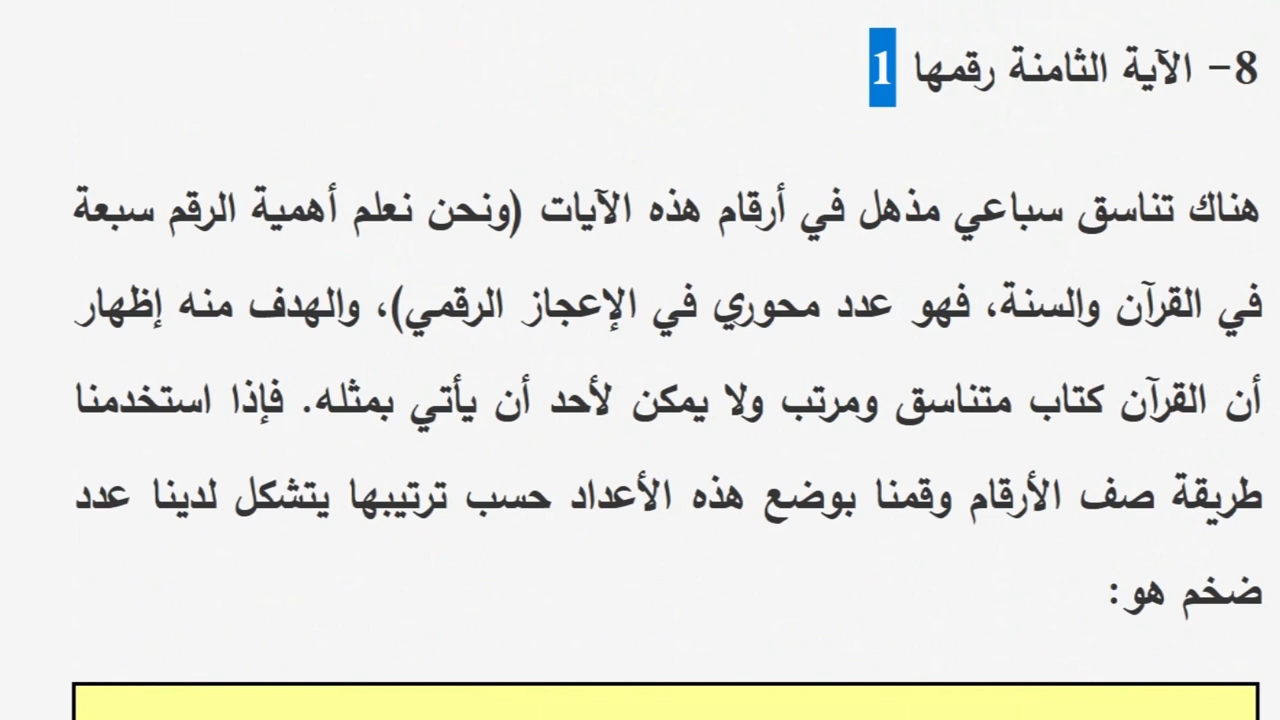 8- الآية الثامنة رقمها 1
هناك تناسق سباعي مذهل في أرقام هذه الآيات (ونحن نعلم أهمية الرقم سبعة
في القرآن والسنة، فهو عدد محوري في الإعجاز الرقمي)، والهدف منه إظهار
أن القرآن كتاب متناسق ومرتب ولا يمكن لأحد أن يأتي بمثله. فإذا استخدمنا
طريقة صف الأرقام وقمنا بوضع هذه الأعداد حسب ترتيبها يتشكل لدينا عدد
ضخم هو: